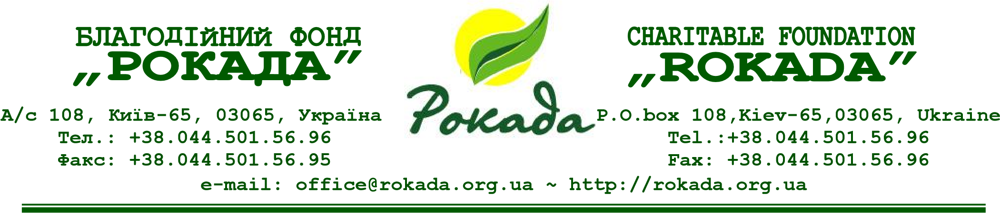 БЛАГОДІйНИй ФОНД
„РОКАДА”
А/с 108, Київ-65, 03065, Україна
Тел.: +38.044.501.56.96
Факс: +38.044.501.56.95
Рокада
CHARITABLE FOUNDATION
„ROKADA”
P.O.box 108,Kiev-65,03065, Ukraine
Tel.:+38.044.501.56.96
Fax: +38.044.501.56.96
e-mail: office@rokada.org.ua ~ http://rokada.org.ua